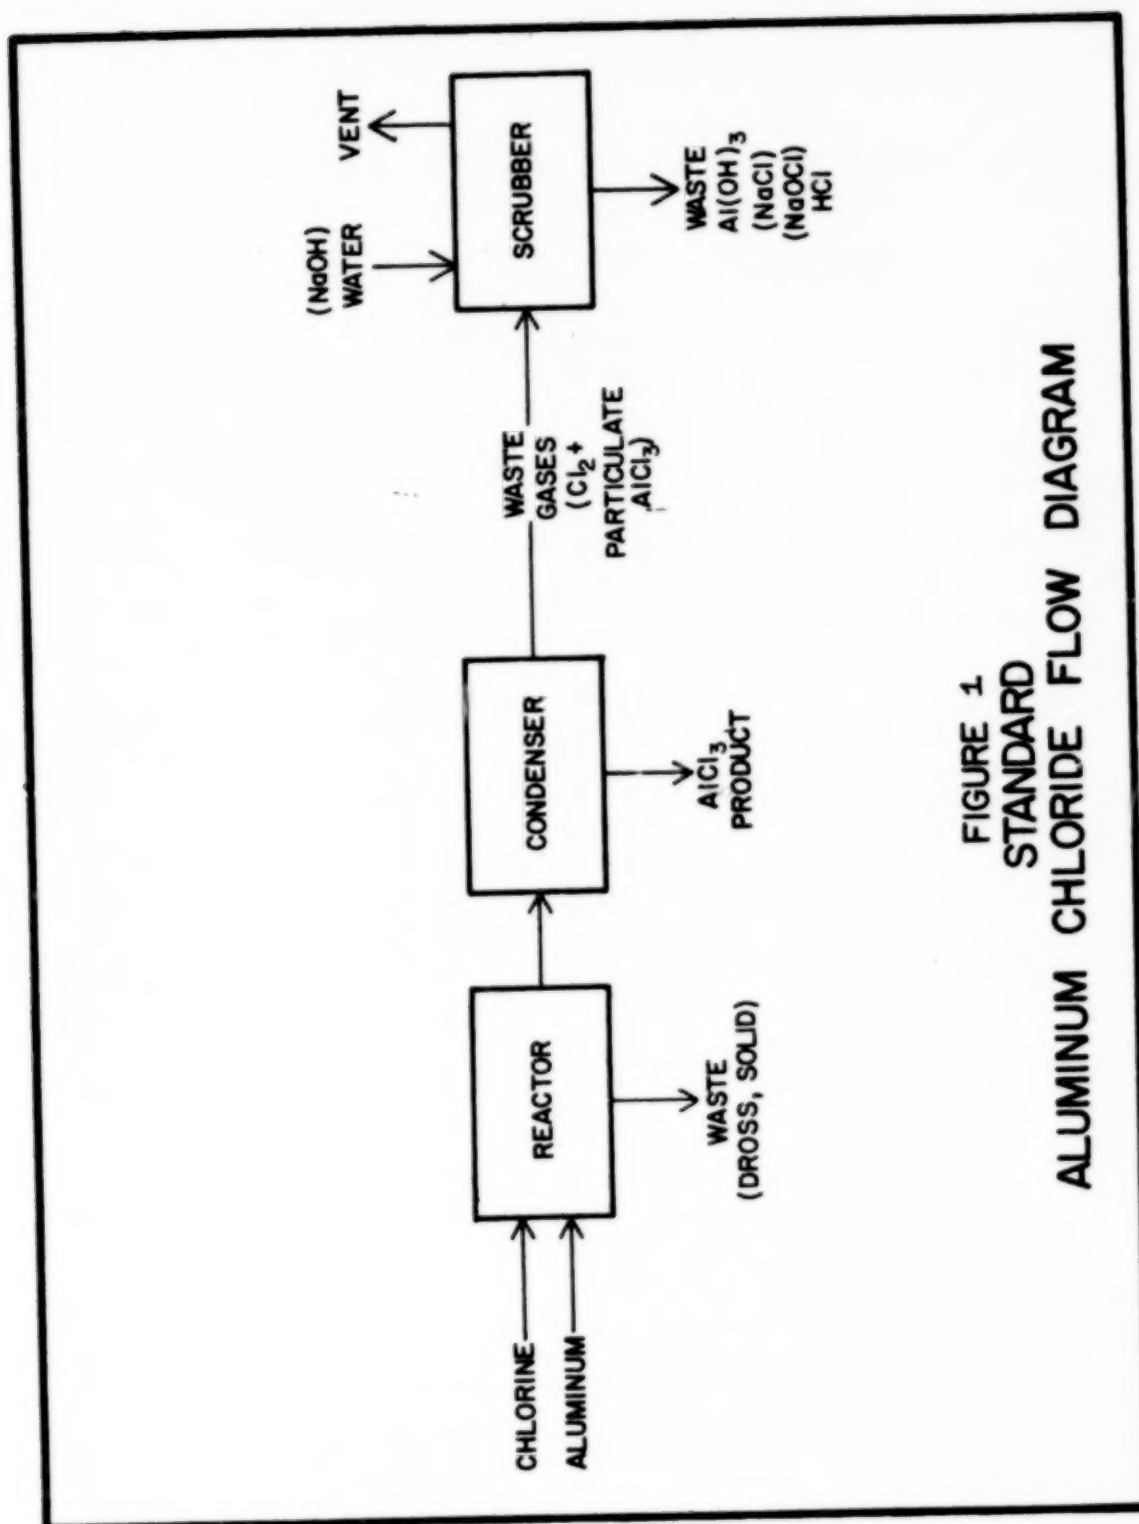 CHLORINE
ALUMINUM
REACTOR
WASTE
(DROSS, SOLID)
CONDENSER
AlCl₃
PRODUCT
WASTE
GASES
(Cl₂+
PARTICULATE
AlCl₃)
(NaOH)
WATER
VENT
SCRUBBER
WASTE
Al(OH)₃
(NaCl)
(NaOCl)
HCl
FIGURE 1
STANDARD
ALUMINUM CHLORIDE FLOW DIAGRAM